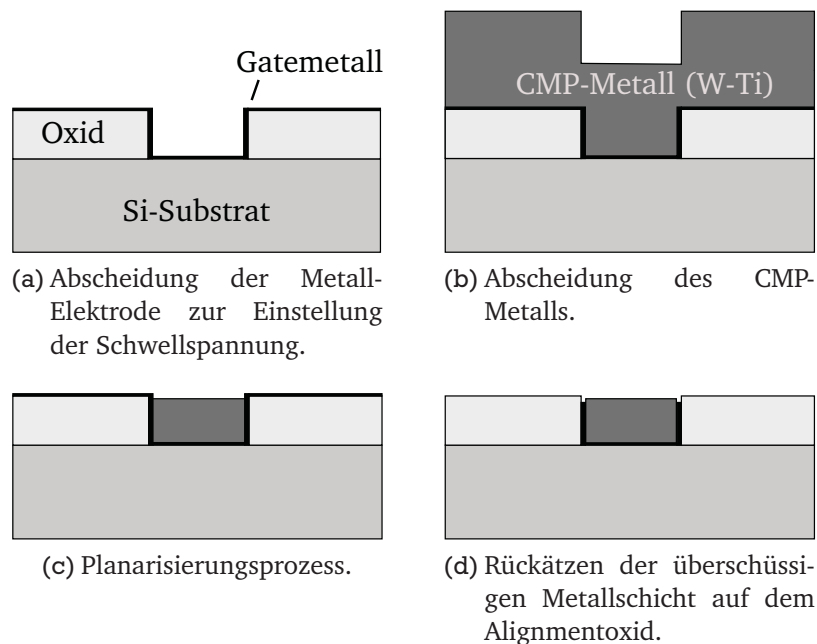 Gatemetall
Oxid
Si-Substrat
CMP-Metall (W-Ti)
(a) Abscheidung der Metall-
Elektrode zur Einstellung
der Schwellspannung.
(b) Abscheidung des CMP-
Metalls.
(c) Planarisierungsprozess.
(d) Rückätzen der überschüssi-
gen Metallschicht auf dem
Alignmentoxid.